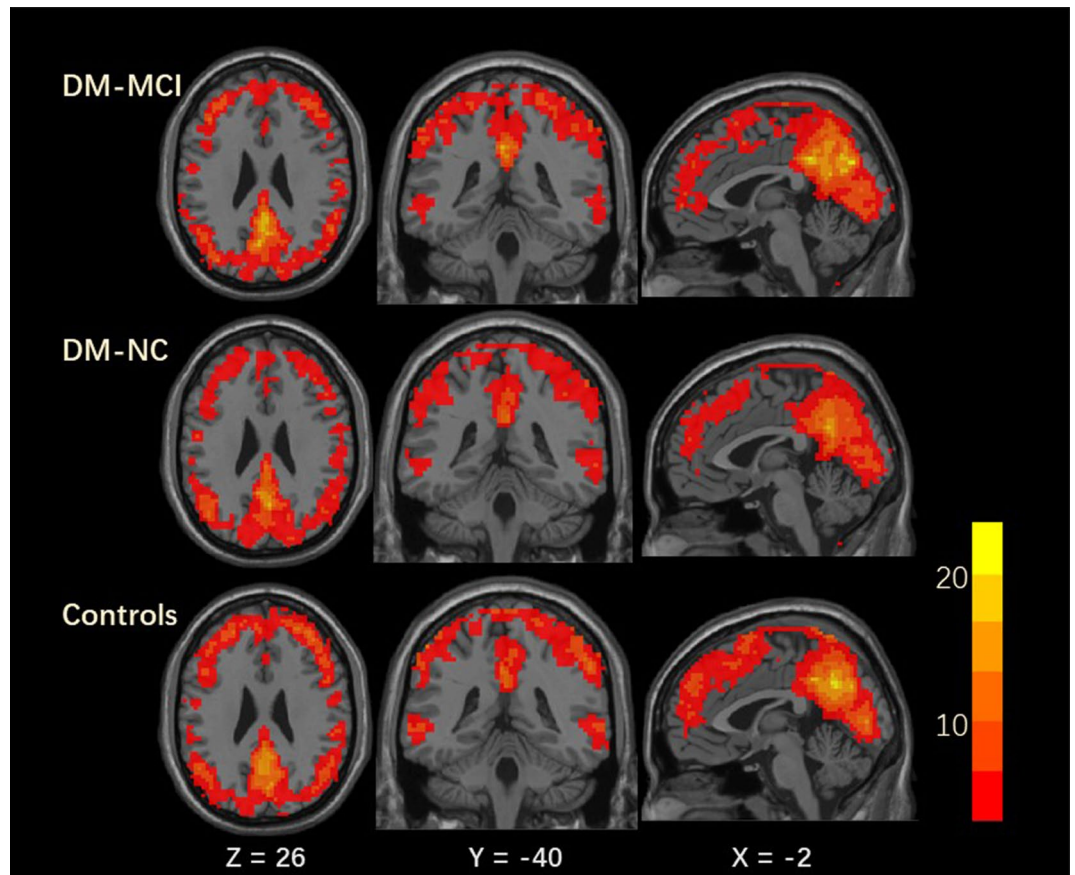 DM-MCI
DM-NC
Controls
20
10
Z = 26
Y = -40
X = -2